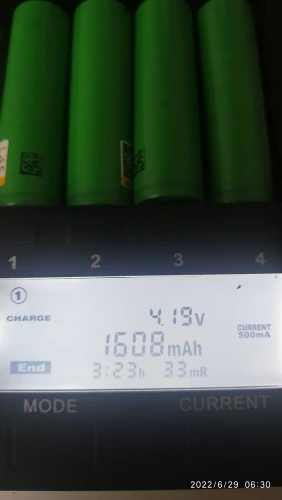 1 2 3 4
1
CHARGE
4.19V
CURRENT
500mA
1608mAh
End
3:23h 33mR
MODE CURRENT
2022/6/29 06:30